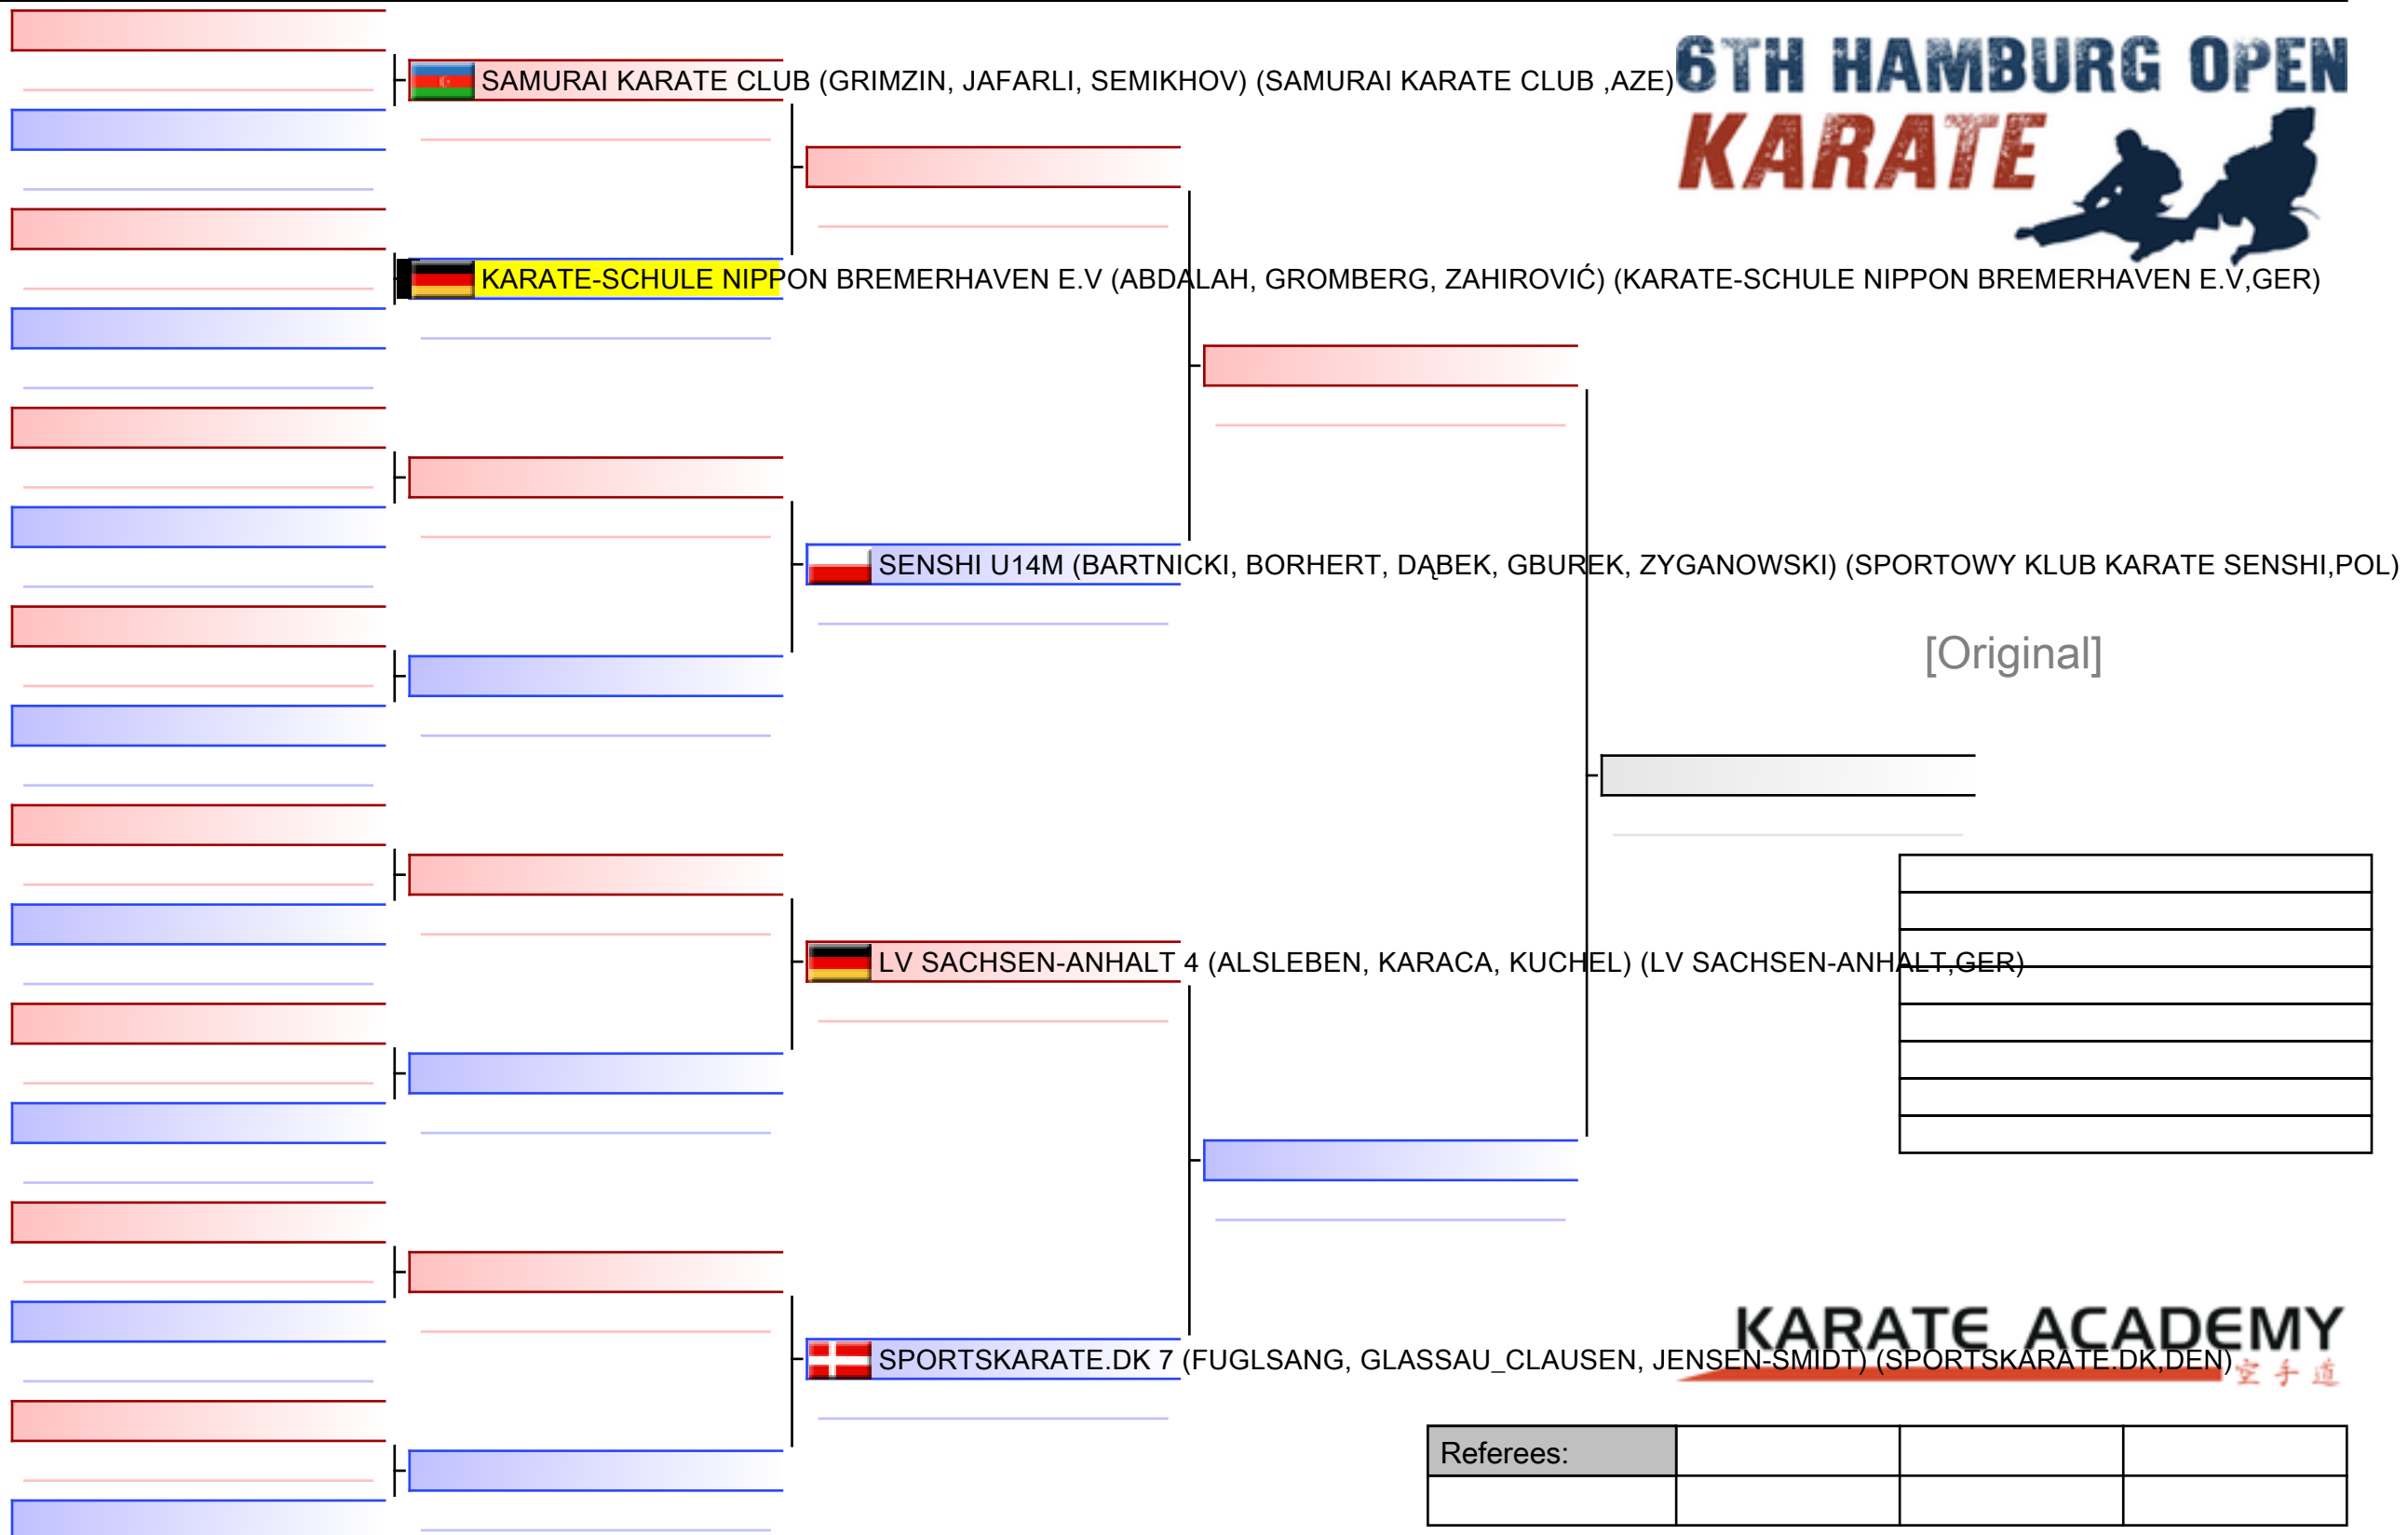 6TH HAMBURG OPEN
KARATE
SAMURAI KARATE CLUB (GRIMZIN, JAFARLI, SEMIKHOV) (SAMURAI KARATE CLUB ,AZE)
KARATE-SCHULE NIPPON BREMERHAVEN E.V (ABDALAH, GROMBERG, ZAHIROVIĆ) (KARATE-SCHULE NIPPON BREMERHAVEN E.V,GER)
SENSHI U14M (BARTNICKI, BORHERT, DĄBEK, GBUREK, ZYGANOWSKI) (SPORTOWY KLUB KARATE SENSHI,POL)
[Original]
LV SACHSEN-ANHALT 4 (ALSLEBEN, KARACA, KUCHEL) (LV SACHSEN-ANHALT,GER)
KARATE ACADEMY
SPORTSKARATE.DK 7 (FUGLSANG, GLASSAU_CLAUSEN, JENSEN-SMIDT) (SPORTSKARATE.DK,DEN)
空手道
Referees: